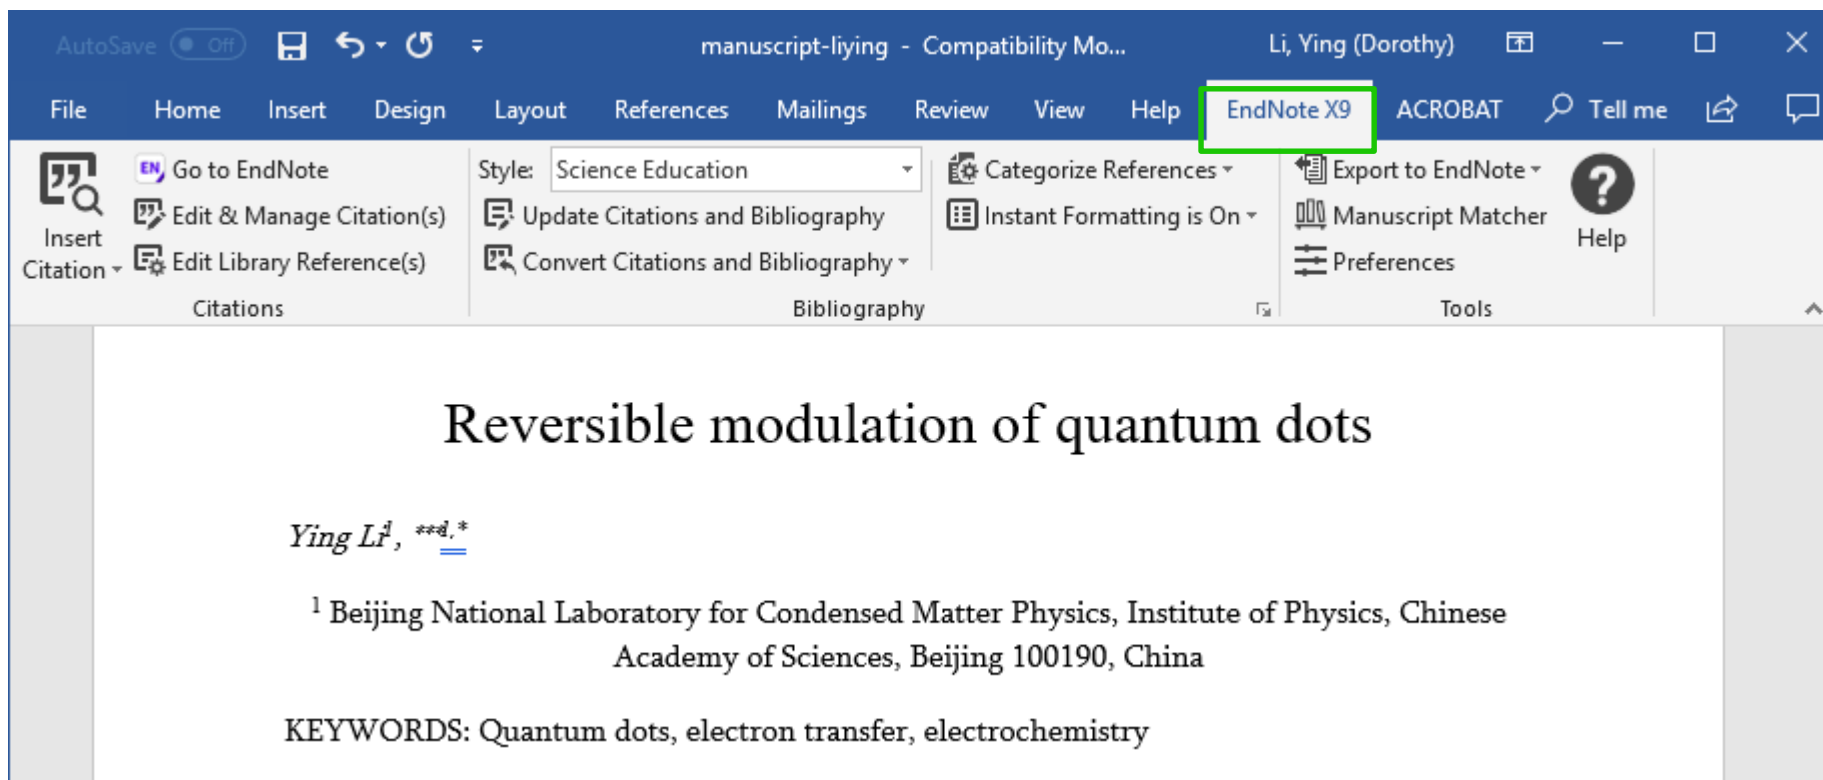 AutoSave Off manuscript-liying - Compatibility Mo... Li, Ying (Dorothy)
File Home Insert Design Layout References Mailings Review View Help EndNote X9 ACROBAT Tell me
Insert
Citation
EN Go to EndNote
Edit & Manage Citation(s)
Edit Library Reference(s)
Citations
Style: Science Education
Update Citations and Bibliography
Convert Citations and Bibliography
Categorize References
Instant Formatting is On
Bibliography
Export to EndNote
Manuscript Matcher
Preferences
? Help
Tools
Reversible modulation of quantum dots
Ying Li¹, ***
¹ Beijing National Laboratory for Condensed Matter Physics, Institute of Physics, Chinese
Academy of Sciences, Beijing 100190, China
KEYWORDS: Quantum dots, electron transfer, electrochemistry